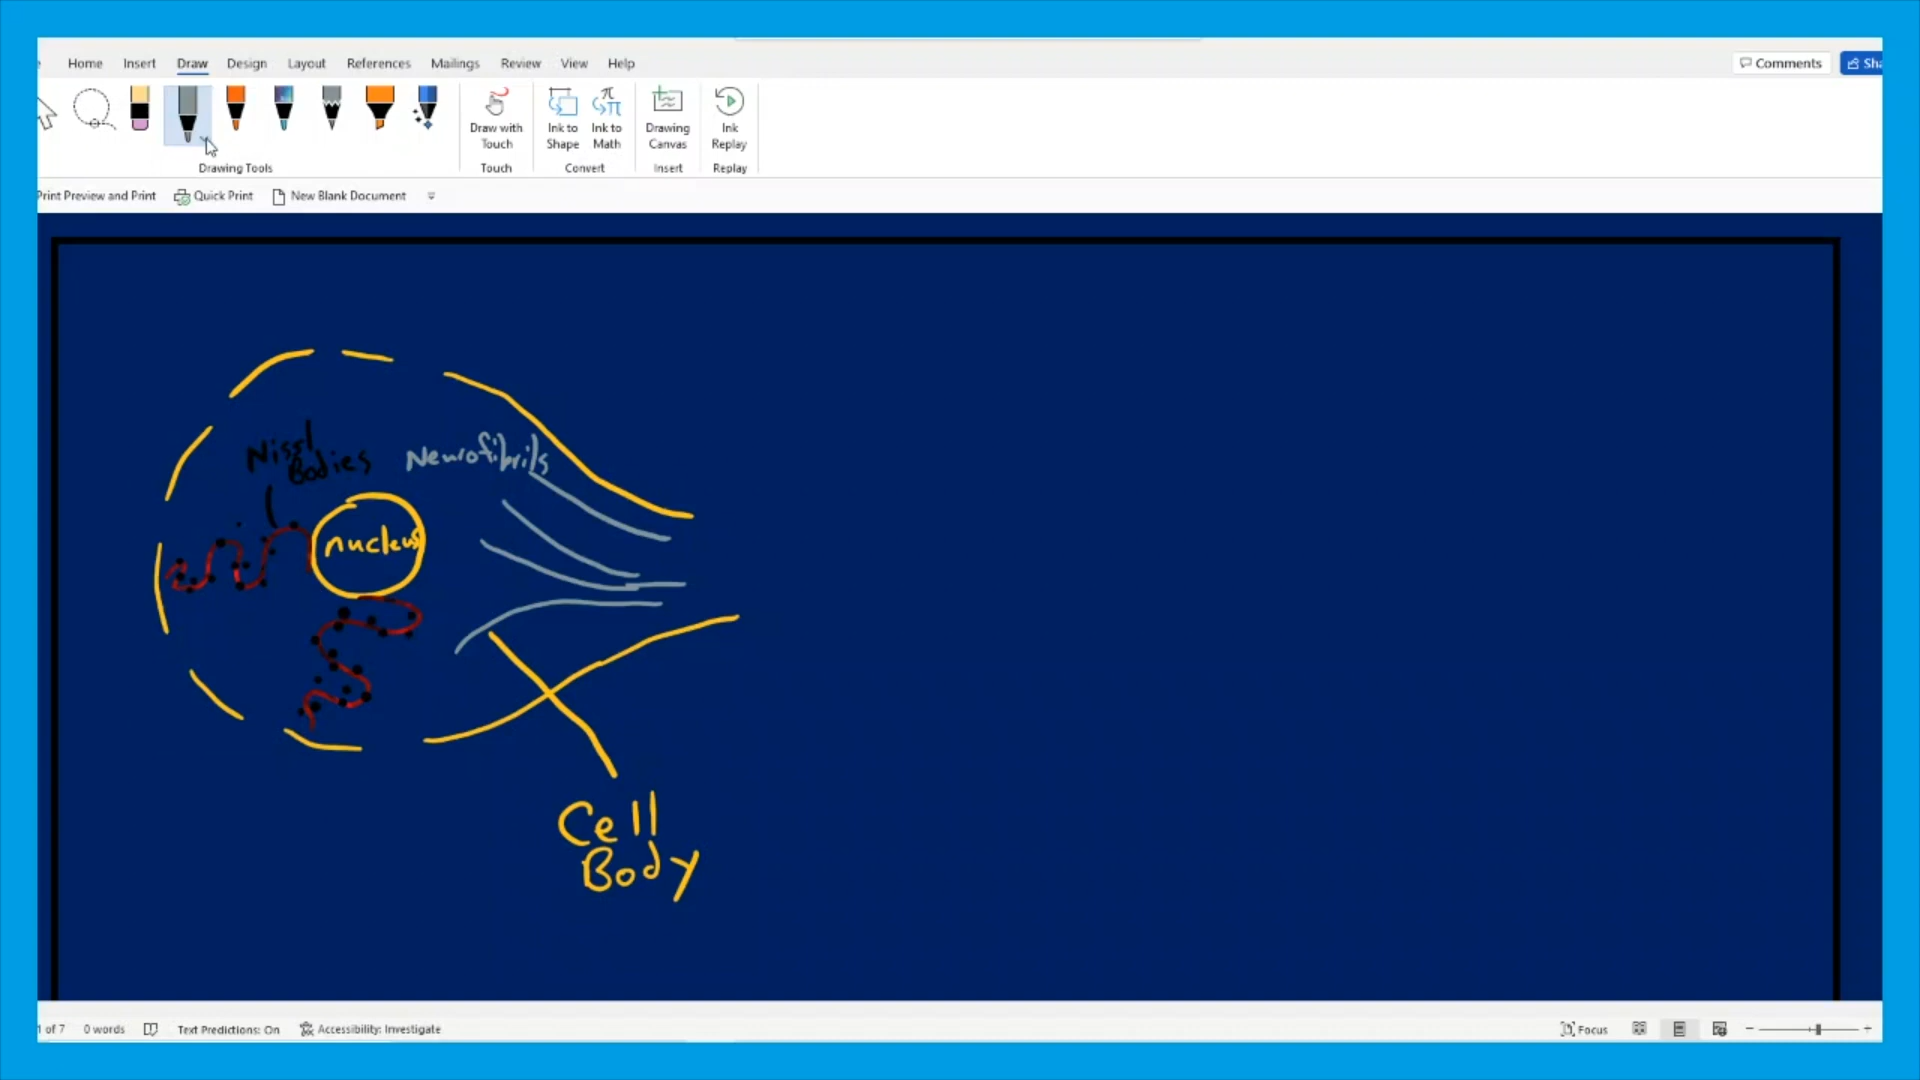 Home Insert Draw Design Layout References Mailings Review View Help
Comments
Draw with Touch
Ink to Shape
Ink to Math
Drawing Canvas
Ink Replay
Drawing Tools
Touch
Convert
Insert
Replay
Print Preview and Print
Quick Print
New Blank Document
Nissl
Bodies
Neurofibrils
nucleus
Cell
Body
of 7
0 words
Text Predictions: On
Accessibility: Investigate
Focus